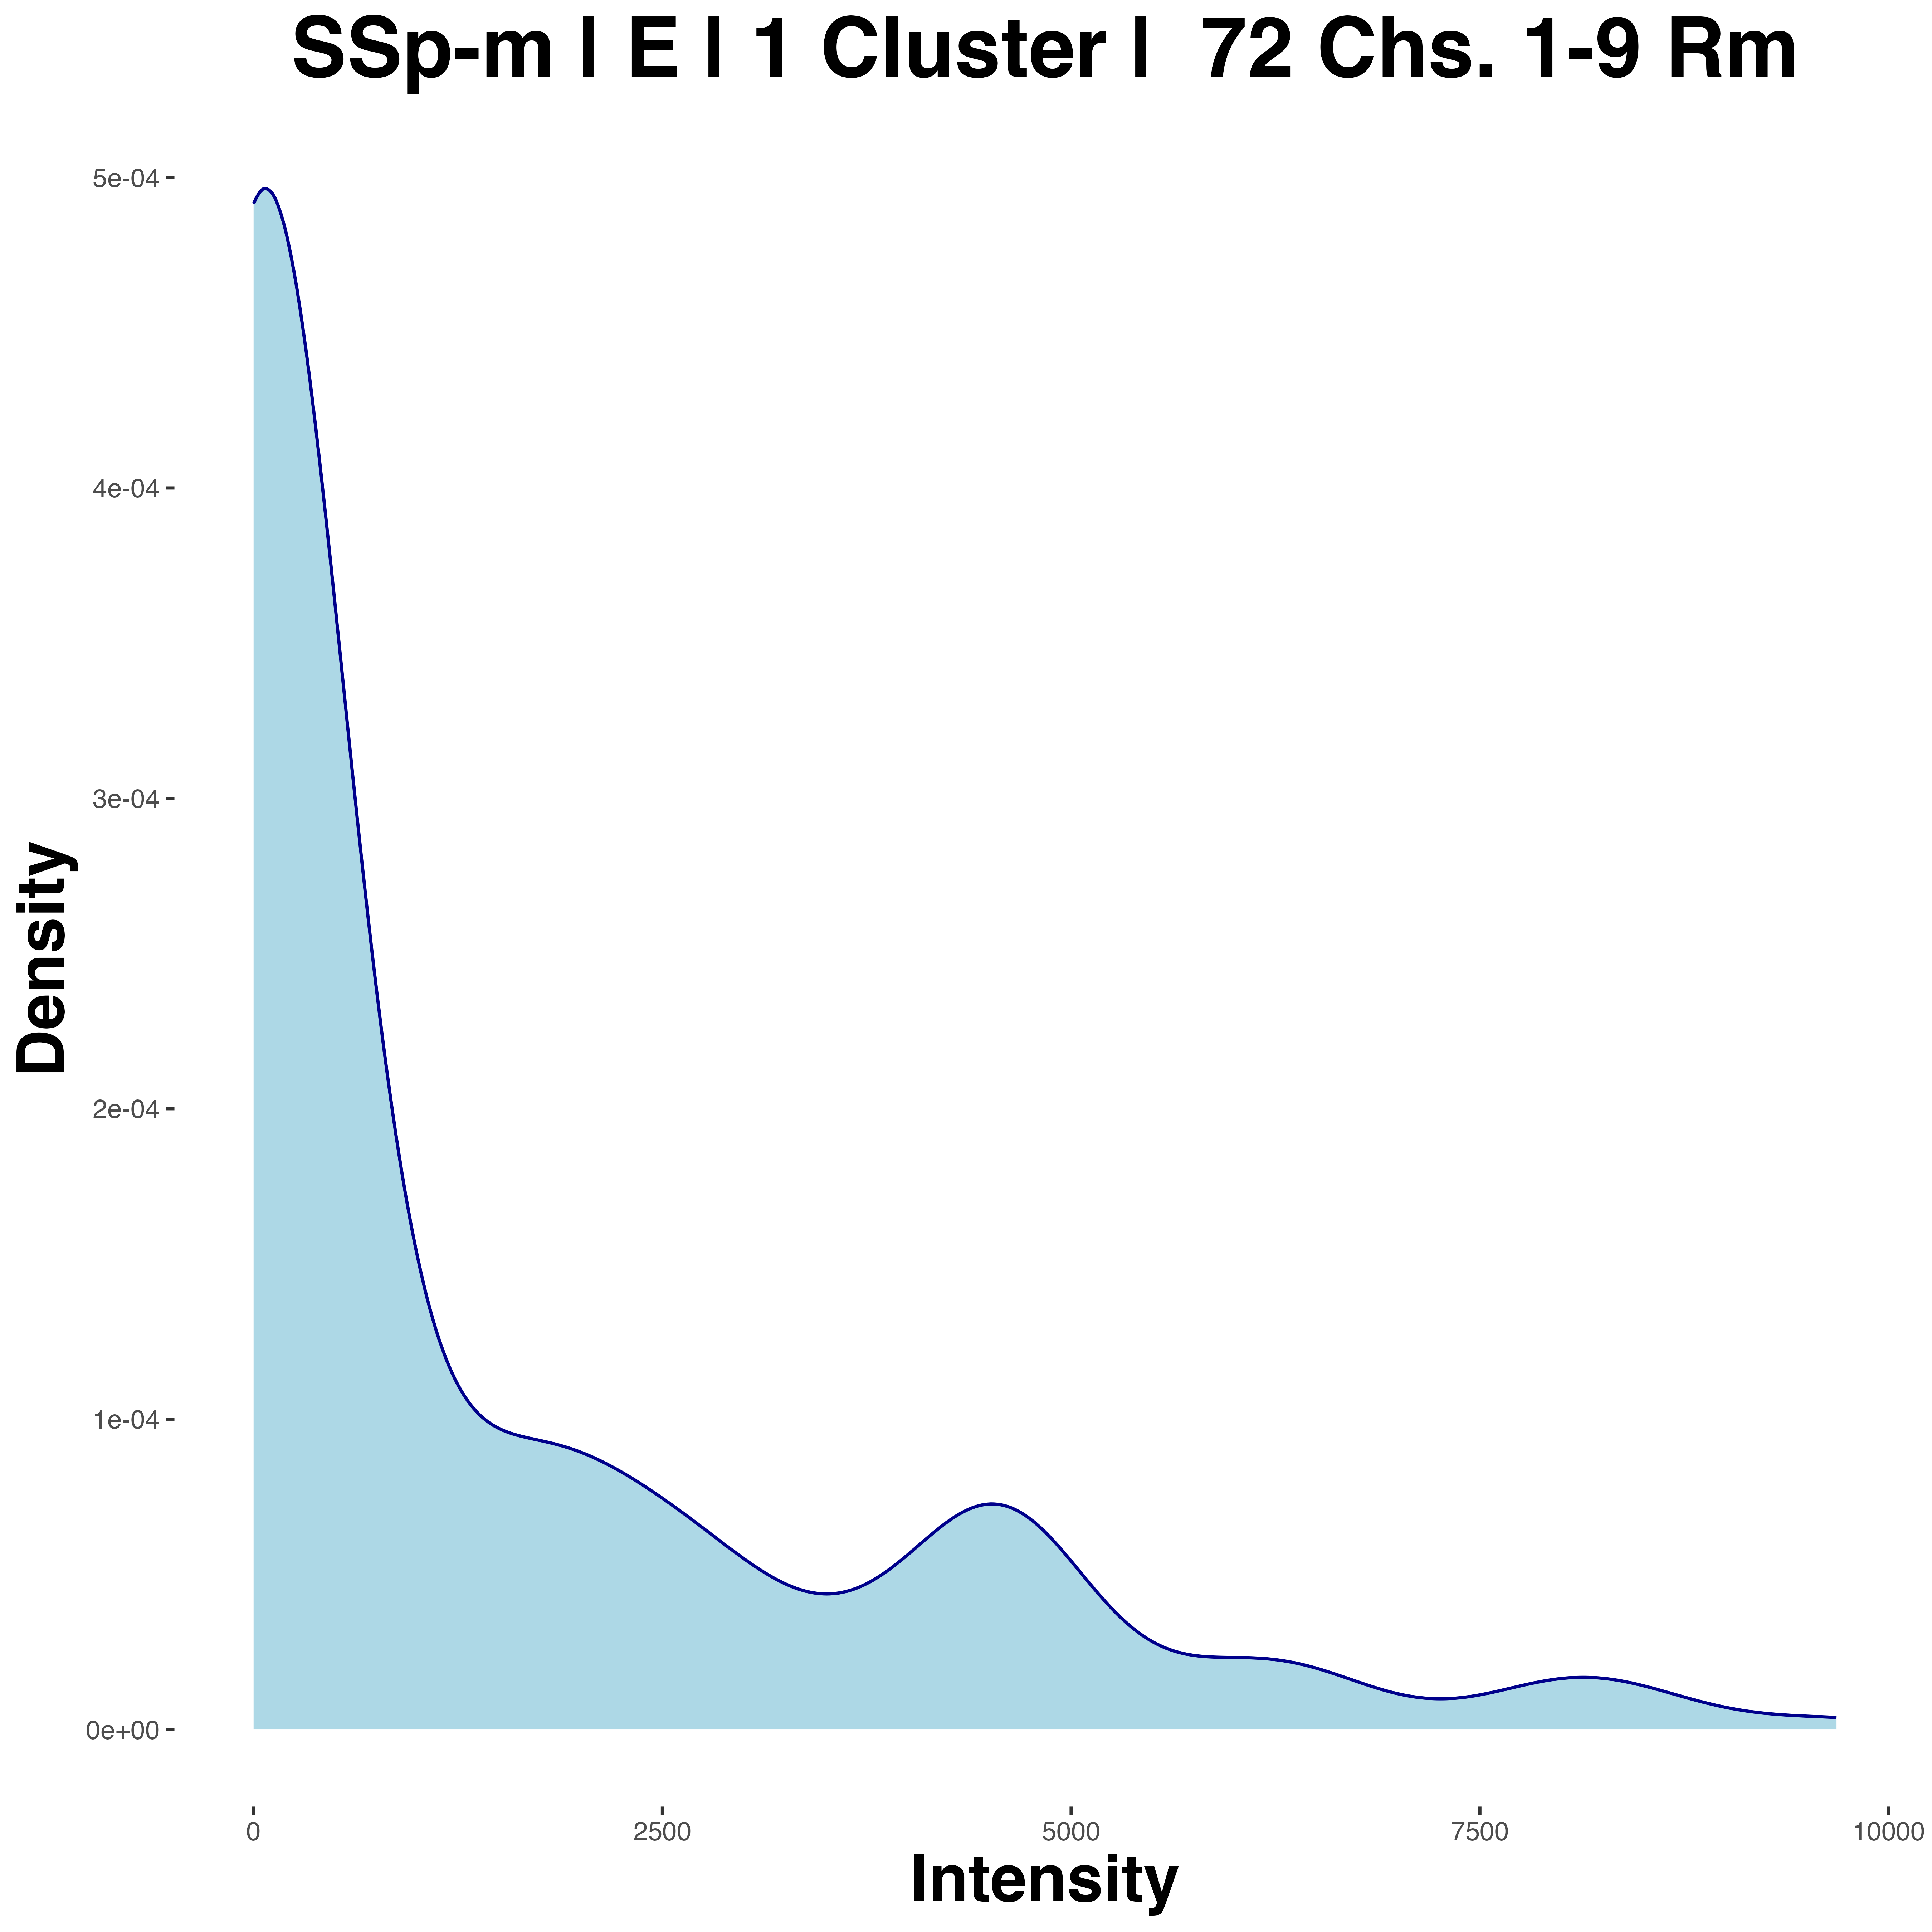 SSp-m | E | 1 Cluster |  72 Chs. 1-9 Rm
5e-04
4e-04
3e-04
2e-04
1e-04
0e+00
Density
0 2500 5000 7500 10000
Intensity